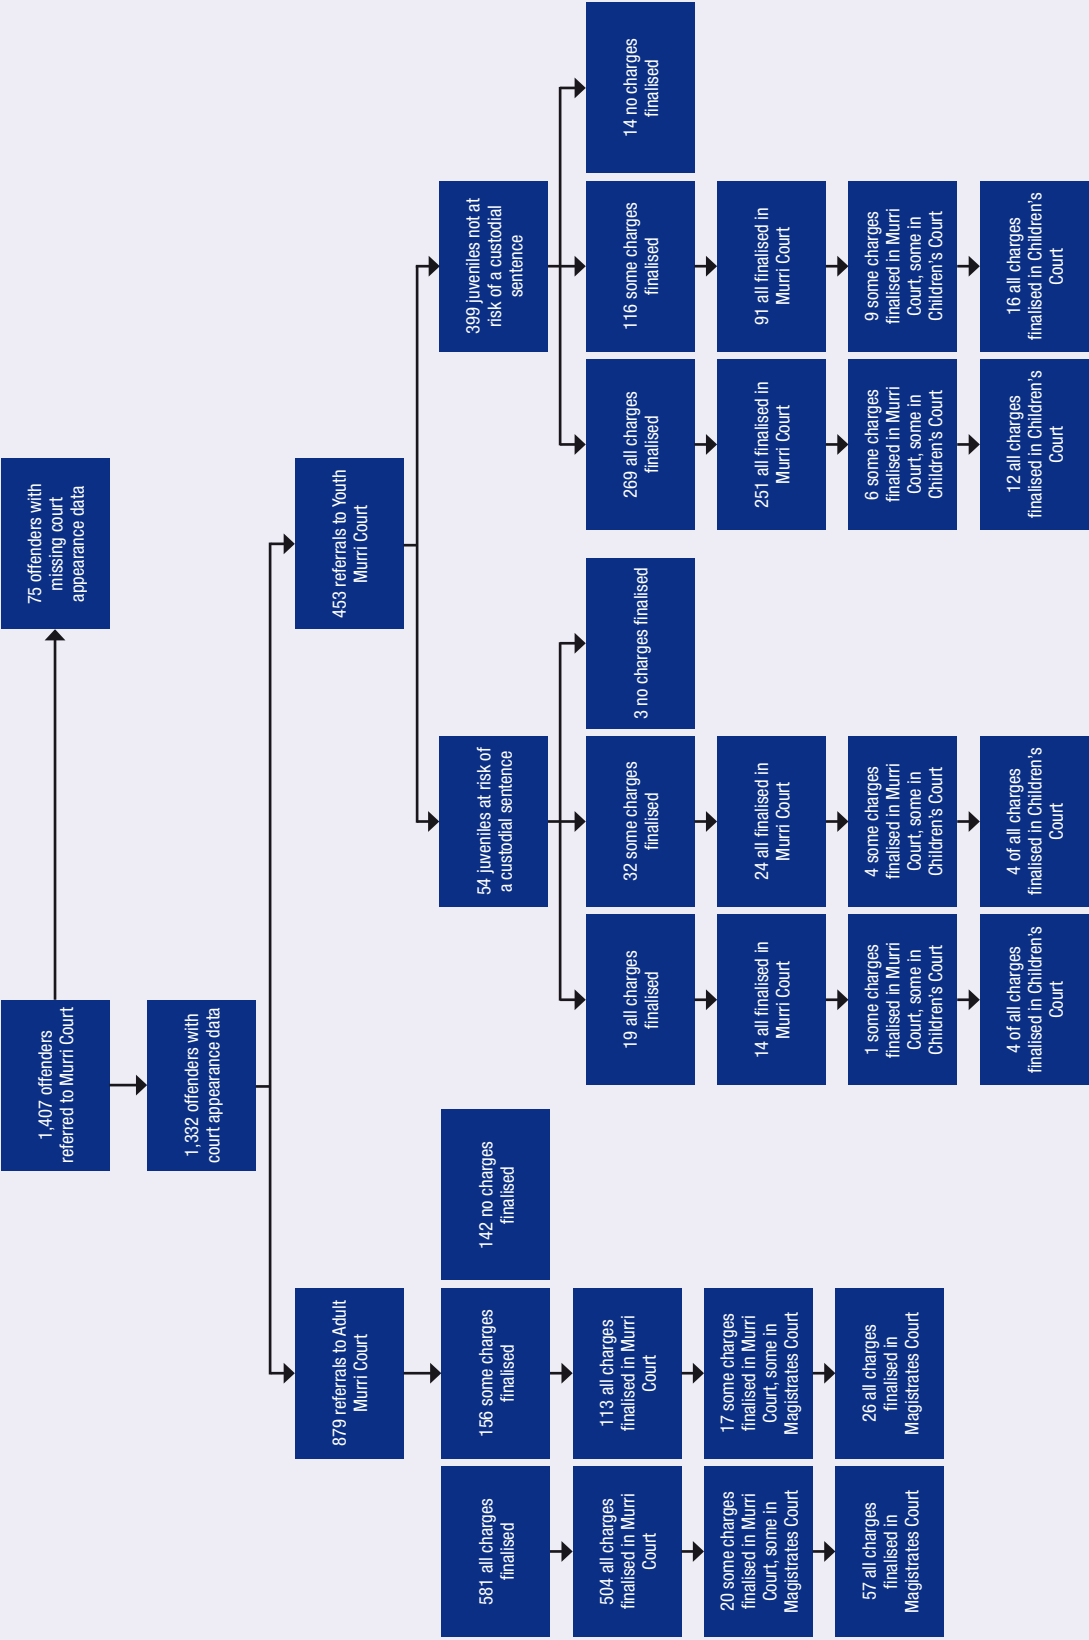 1,407 offenders
referred to Murri Court
75 offenders with
missing court
appearance data
1,332 offenders with
court appearance data
879 referrals to Adult
Murri Court
453 referrals to Youth
Murri Court
581 all charges
finalised
156 some charges
finalised
142 no charges
finalised
504 all charges
finalised in Murri
Court
113 all charges
finalised in Murri
Court
20 some charges
finalised in Murri
Court, some in
Magistrates Court
17 some charges
finalised in Murri
Court, some in
Magistrates Court
57 all charges
finalised in
Magistrates Court
26 all charges
finalised in
Magistrates Court
54 juveniles at risk of
a custodial sentence
399 juveniles not at
risk of a custodial
sentence
19 all charges
finalised
32 some charges
finalised
3 no charges finalised
269 all charges
finalised
116 some charges
finalised
14 no charges
finalised
14 all finalised in
Murri Court
24 all finalised in
Murri Court
251 all finalised in
Murri Court
91 all finalised in
Murri Court
1 some charges
finalised in Murri
Court, some in
Children's Court
4 some charges
finalised in Murri
Court, some in
Children's Court
6 some charges
finalised in Murri
Court, some in
Children's Court
9 some charges
finalised in Murri
Court, some in
Children's Court
4 of all charges
finalised in Children's
Court
4 of all charges
finalised in Children's
Court
12 all charges
finalised in Children's
Court
16 all charges
finalised in Children's
Court